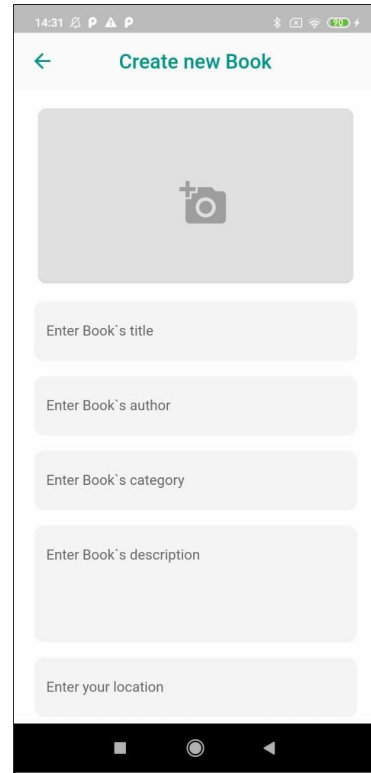 14:31
90
Create new Book
Enter Book`s title
Enter Book`s author
Enter Book`s category
Enter Book`s description
Enter your location